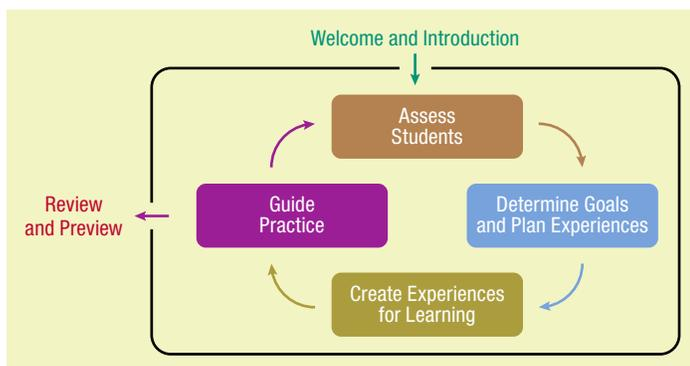 Welcome and Introduction
Assess
Students
Determine Goals
and Plan Experiences
Create Experiences
for Learning
Guide
Practice
Review
and Preview